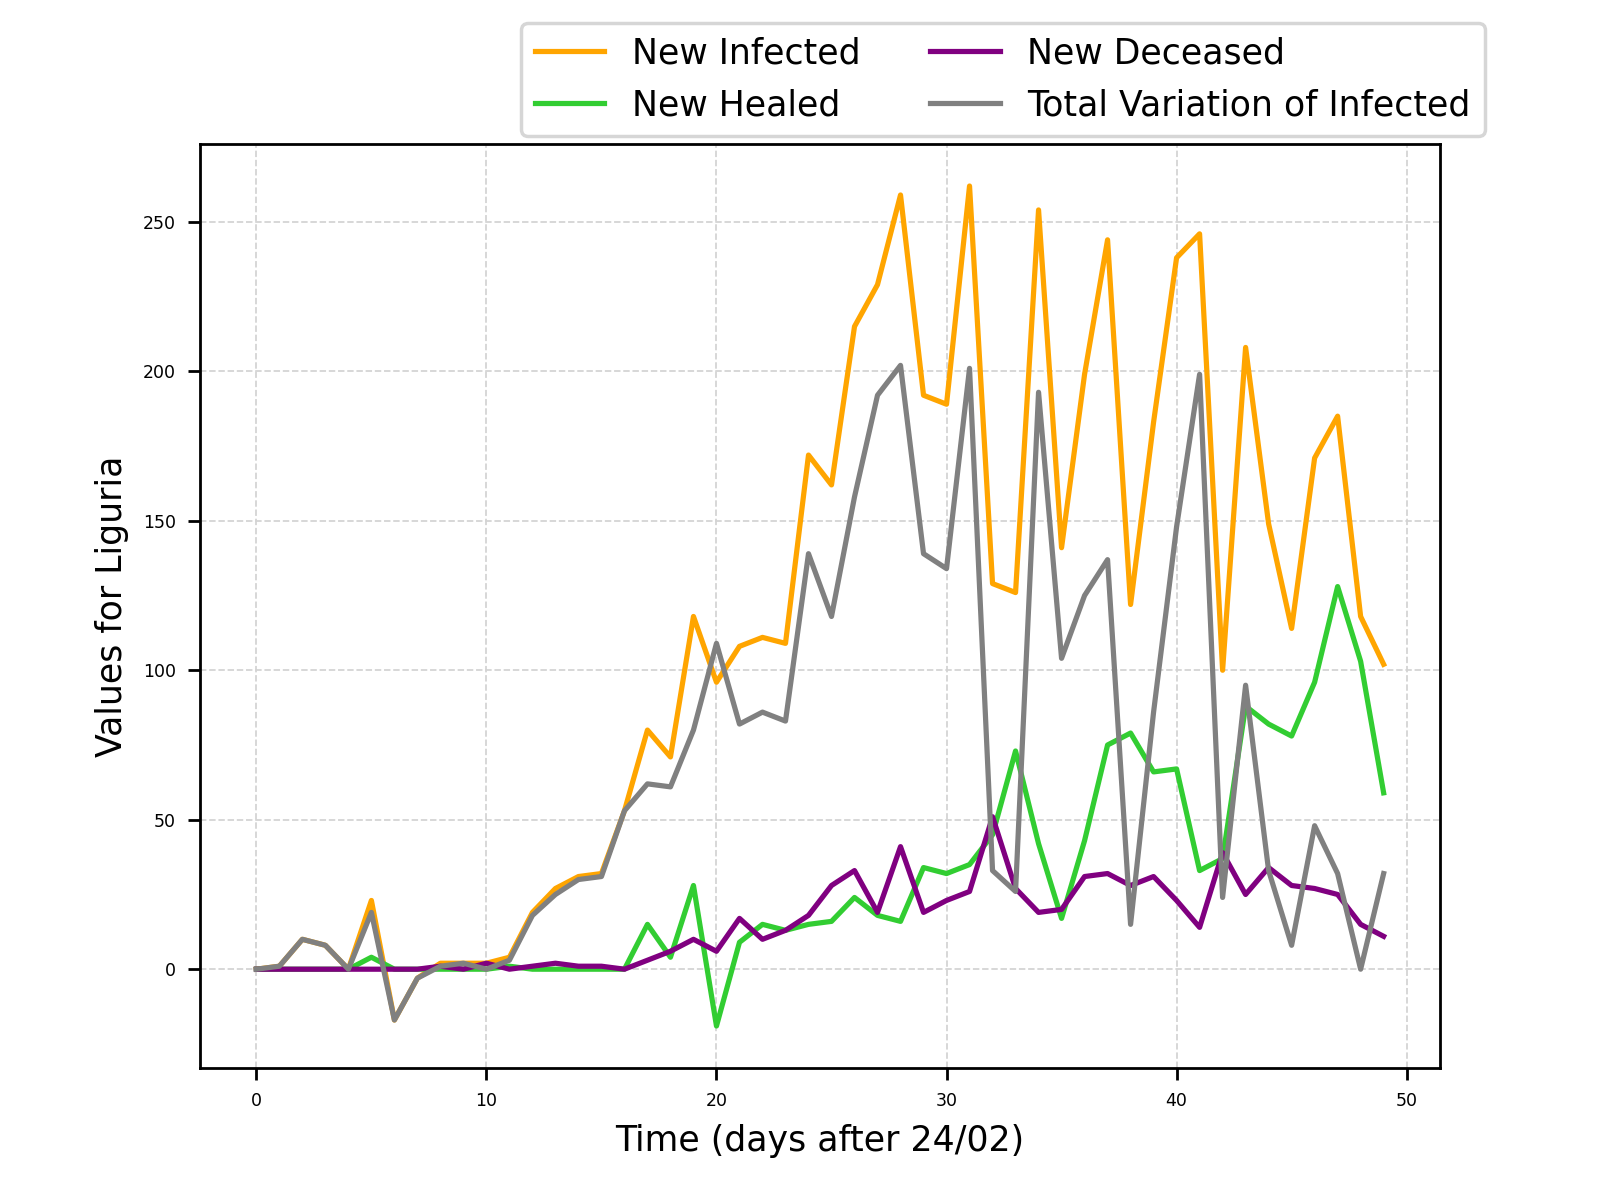 New Infected
New Healed
New Deceased
Total Variation of Infected
Values for Liguria
250
200
150
100
50
0
0 10 20 30 40 50
Time (days after 24/02)